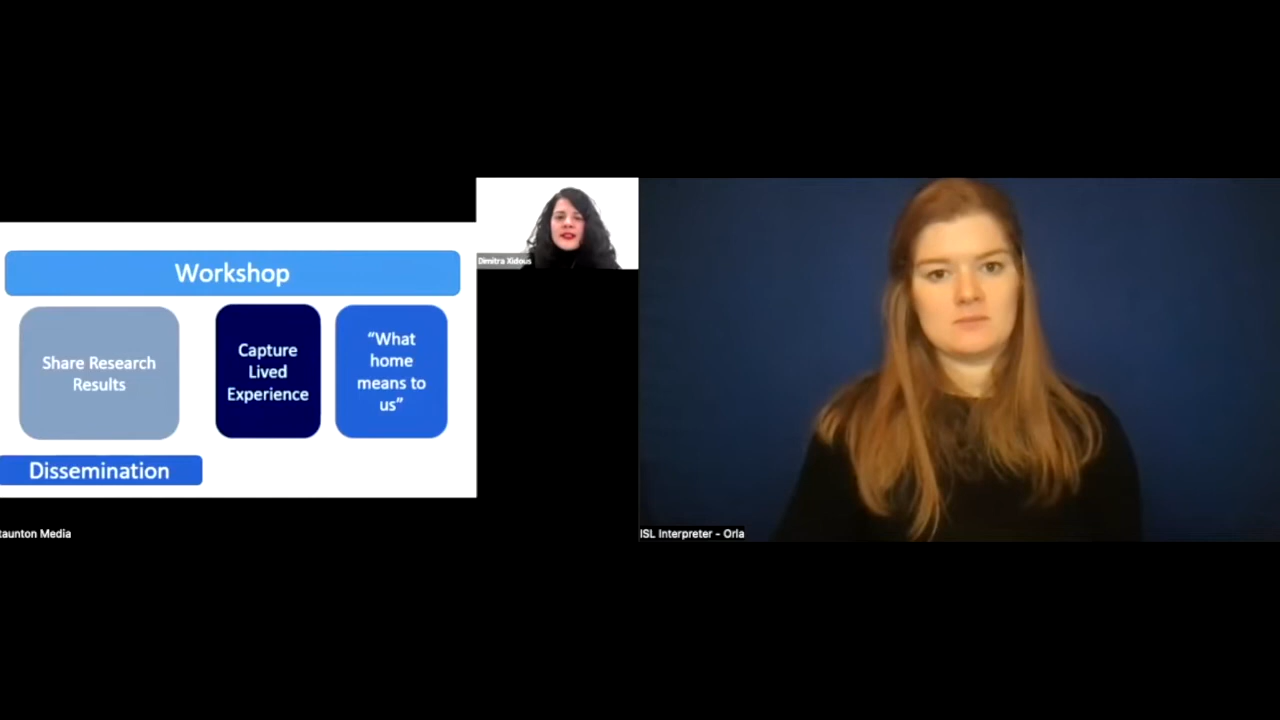 Workshop
Share Research
Results
Capture
Lived
Experience
“What
home
means to
us”
Dissemination
Dimitra Xidous
taunton Media
ISL Interpreter - Orla